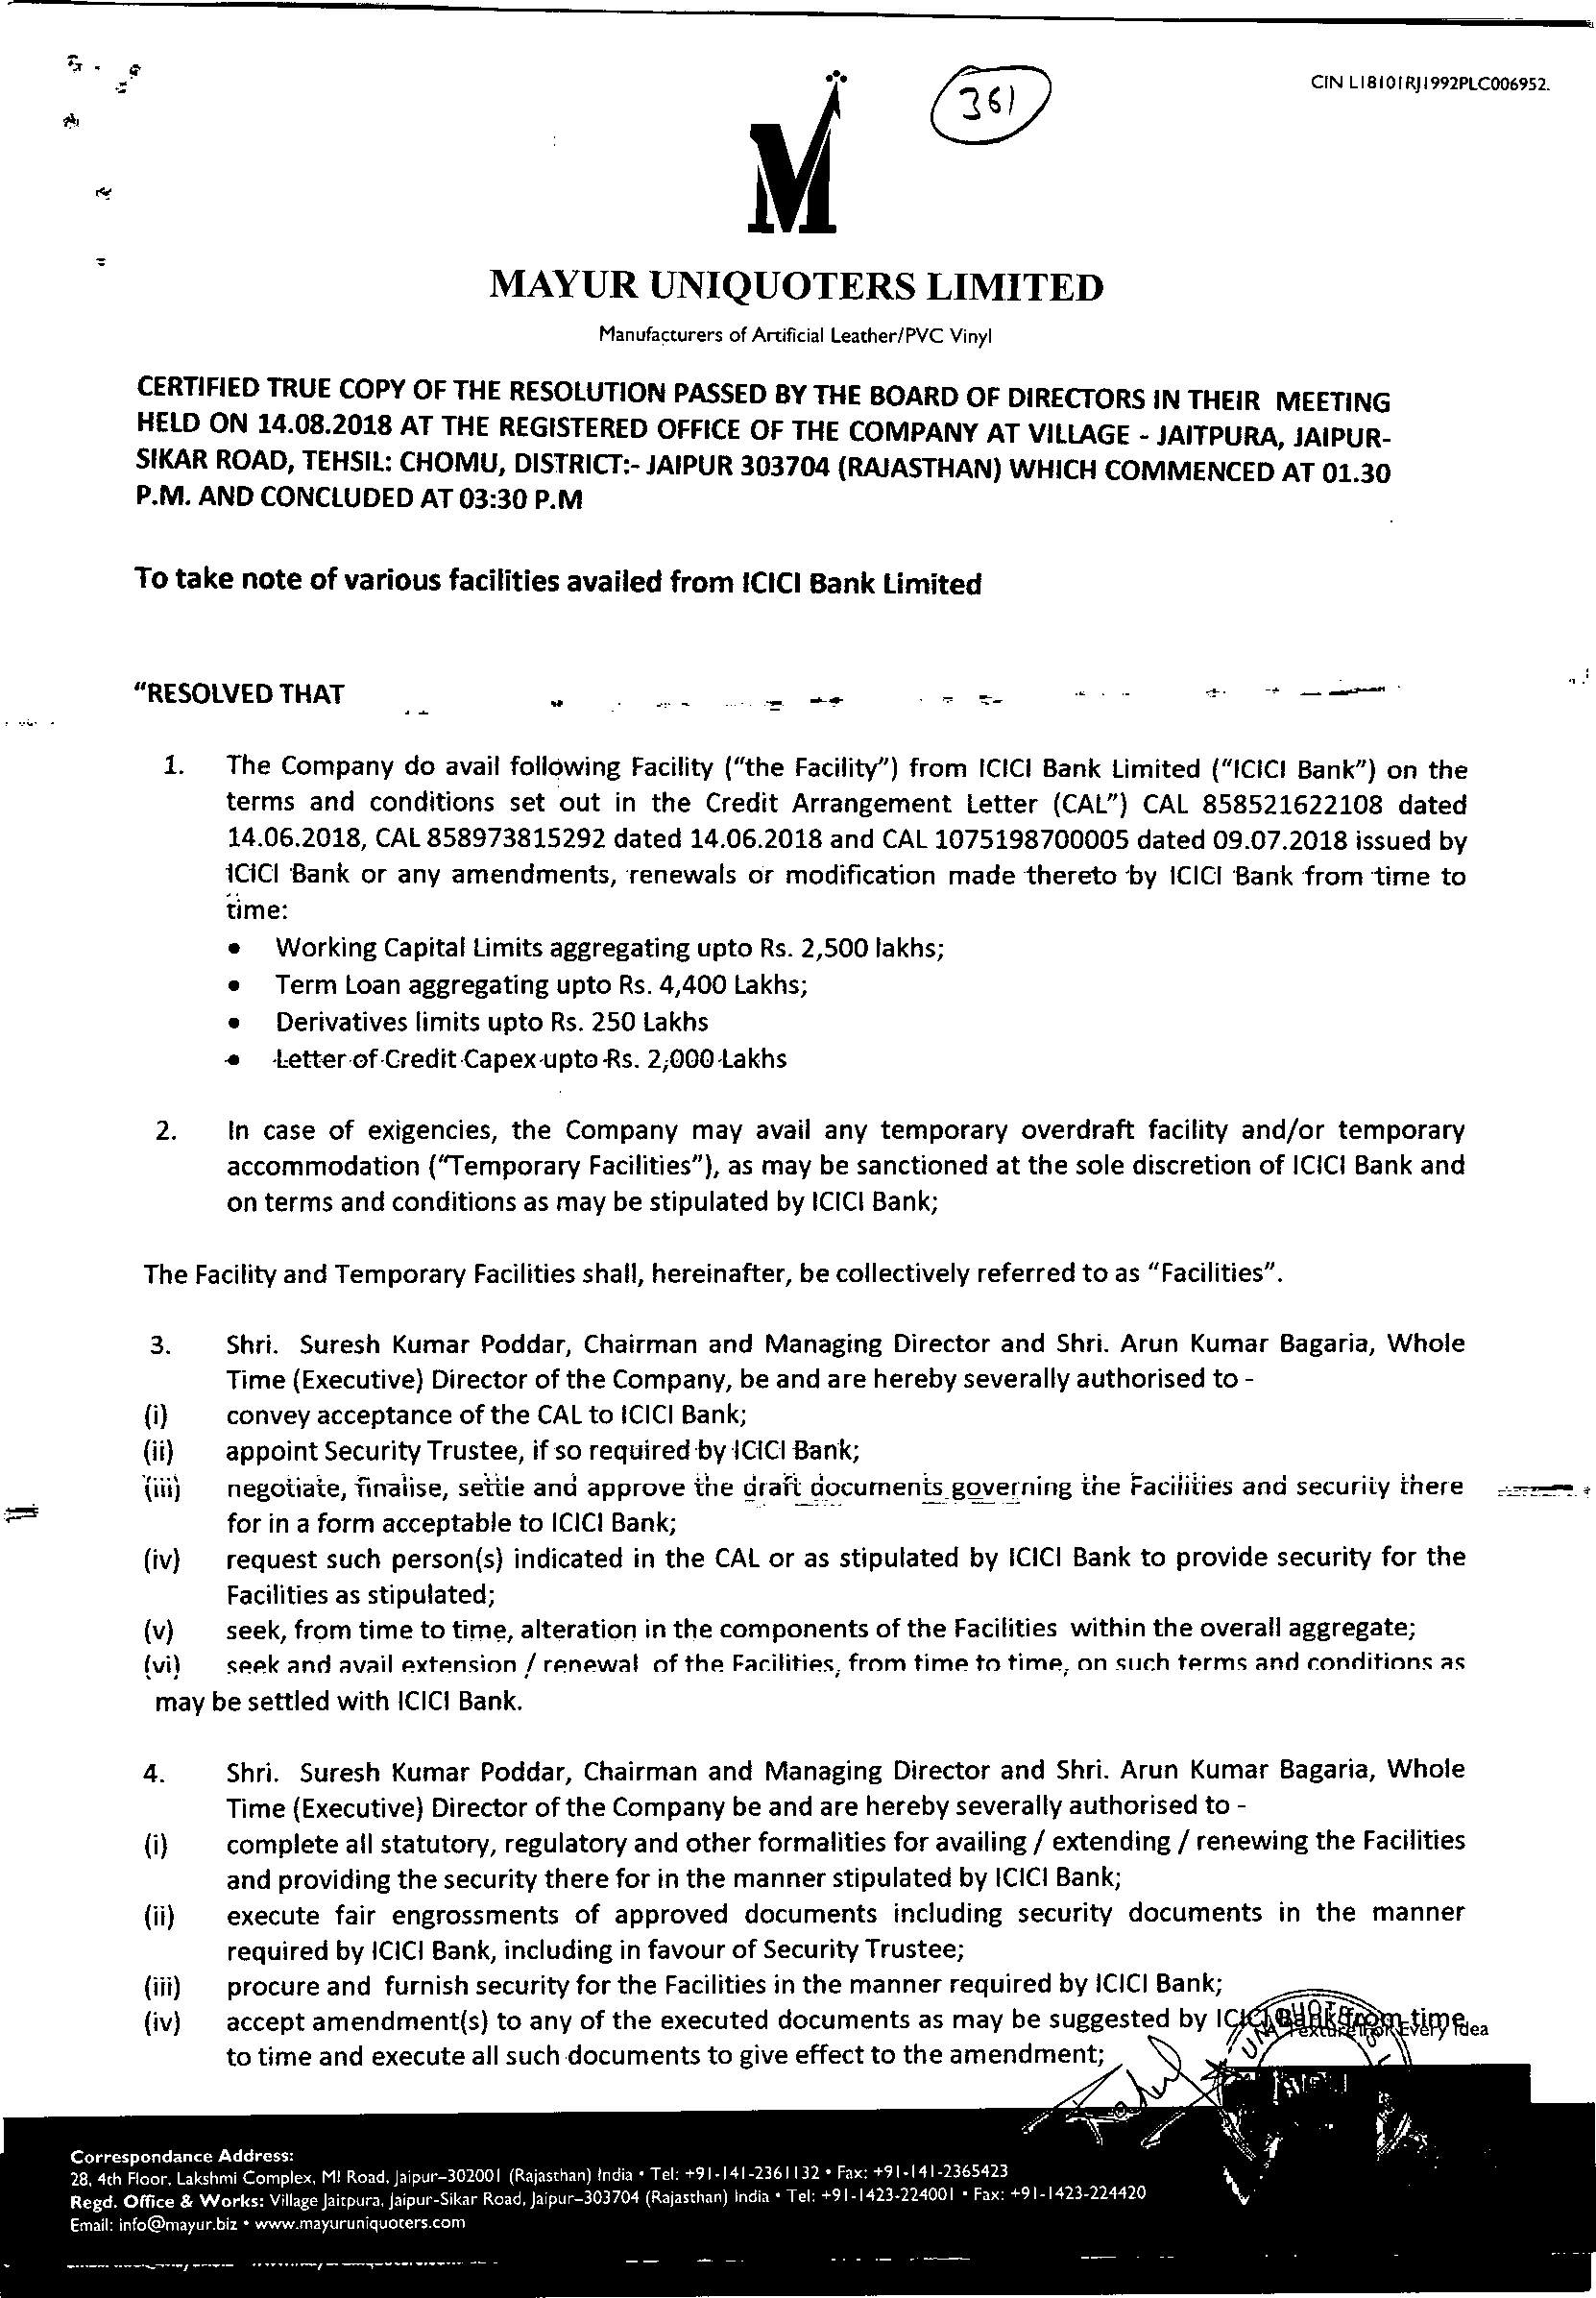 361
CIN L18101RJ1992PLC006952.
M
MAYUR UNIQUOTERS LIMITED
Manufacturers of Artificial Leather/PVC Vinyl
CERTIFIED TRUE COPY OF THE RESOLUTION PASSED BY THE BOARD OF DIRECTORS IN THEIR MEETING
HELD ON 14.08.2018 AT THE REGISTERED OFFICE OF THE COMPANY AT VILLAGE - JAITPURA, JAIPUR-
SIKAR ROAD, TEHSIL: CHOMU, DISTRICT:- JAIPUR 303704 (RAJASTHAN) WHICH COMMENCED AT 01.30
P.M. AND CONCLUDED AT 03:30 P.M
To take note of various facilities availed from ICICI Bank Limited
"RESOLVED THAT
1. The Company do avail following Facility ("the Facility") from ICICI Bank Limited ("ICICI Bank") on the
terms and conditions set out in the Credit Arrangement Letter (CAL") CAL 858521622108 dated
14.06.2018, CAL 858973815292 dated 14.06.2018 and CAL 1075198700005 dated 09.07.2018 issued by
ICICI Bank or any amendments, renewals or modification made thereto by ICICI Bank from time to
time:
• Working Capital Limits aggregating upto Rs. 2,500 lakhs;
• Term Loan aggregating upto Rs. 4,400 Lakhs;
• Derivatives limits upto Rs. 250 Lakhs
• Letter of Credit Capex upto Rs. 2,000 Lakhs
2. In case of exigencies, the Company may avail any temporary overdraft facility and/or temporary
accommodation ("Temporary Facilities"), as may be sanctioned at the sole discretion of ICICI Bank and
on terms and conditions as may be stipulated by ICICI Bank;
The Facility and Temporary Facilities shall, hereinafter, be collectively referred to as "Facilities".
3. Shri. Suresh Kumar Poddar, Chairman and Managing Director and Shri. Arun Kumar Bagaria, Whole
Time (Executive) Director of the Company, be and are hereby severally authorised to -
(i) convey acceptance of the CAL to ICICI Bank;
(ii) appoint Security Trustee, if so required by ICICI Bank;
(iii) negotiate, finalise, settle and approve the draft documents governing the Facilities and security there
for in a form acceptable to ICICI Bank;
(iv) request such person(s) indicated in the CAL or as stipulated by ICICI Bank to provide security for the
Facilities as stipulated;
(v) seek, from time to time, alteration in the components of the Facilities within the overall aggregate;
(vi) seek and avail extension / renewal of the Facilities, from time to time, on such terms and conditions as
may be settled with ICICI Bank.
4. Shri. Suresh Kumar Poddar, Chairman and Managing Director and Shri. Arun Kumar Bagaria, Whole
Time (Executive) Director of the Company be and are hereby severally authorised to -
(i) complete all statutory, regulatory and other formalities for availing / extending / renewing the Facilities
and providing the security there for in the manner stipulated by ICICI Bank;
(ii) execute fair engrossments of approved documents including security documents in the manner
required by ICICI Bank, including in favour of Security Trustee;
(iii) procure and furnish security for the Facilities in the manner required by ICICI Bank;
(iv) accept amendment(s) to any of the executed documents as may be suggested by ICICI Bank from time
Texture For Every Idea
to time and execute all such documents to give effect to the amendment;
Correspondance Address:
28, 4th Floor, Lakshmi Complex, MI Road, Jaipur-302001 (Rajasthan) India • Tel: +91-141-2361132 • Fax: +91-141-2365423
Regd. Office & Works: Village Jaitpura, Jaipur-Sikar Road, Jaipur-303704 (Rajasthan) India • Tel: +91-1423-224001 • Fax: +91-1423-224420
Email: info@mayur.biz • www.mayuruniquoters.com